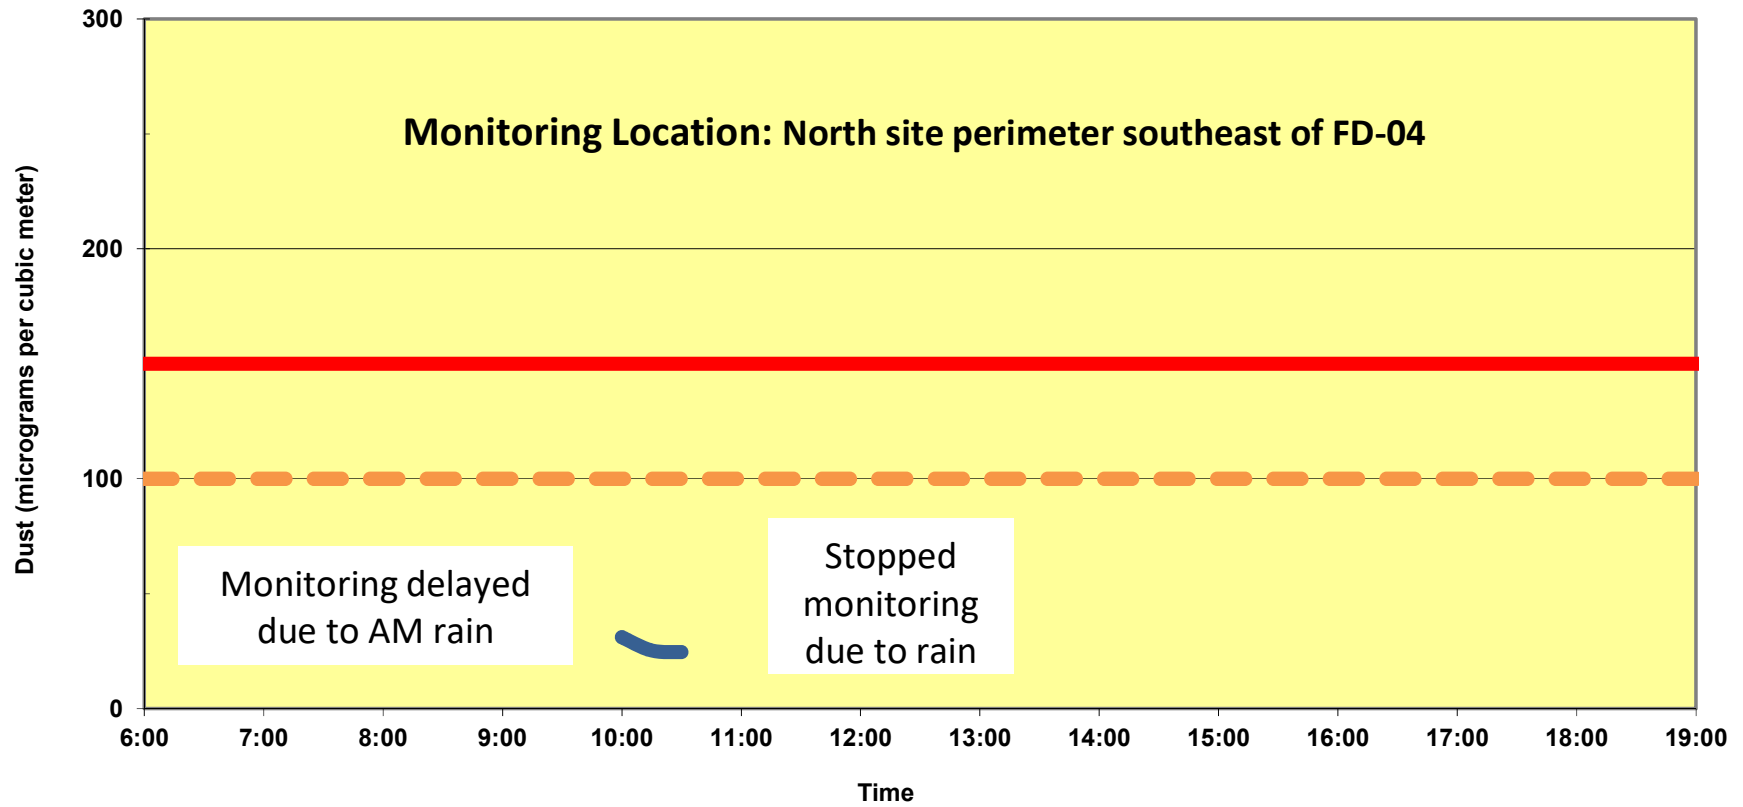 300
Monitoring Location: North site perimeter southeast of FD-04
Dust (micrograms per cubic meter)
200
100
Monitoring delayed
due to AM rain
Stopped
monitoring
due to rain
0
6:00 7:00 8:00 9:00 10:00 11:00 12:00 13:00 14:00 15:00 16:00 17:00 18:00 19:00
Time